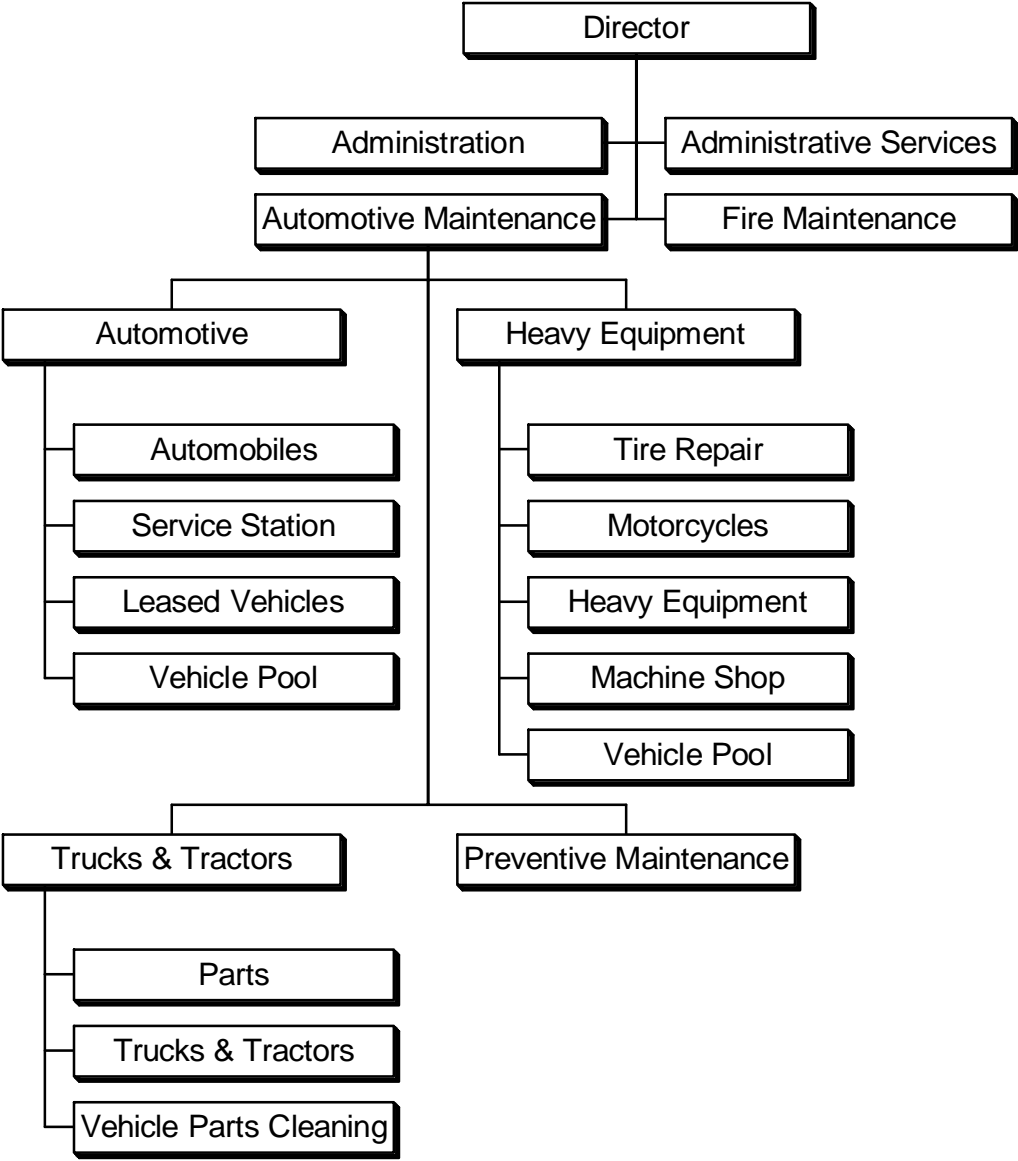 Director
Administration
Administrative Services
Automotive Maintenance
Fire Maintenance
Automotive
Heavy Equipment
Automobiles
Service Station
Leased Vehicles
Vehicle Pool
Tire Repair
Motorcycles
Heavy Equipment
Machine Shop
Vehicle Pool
Trucks & Tractors
Preventive Maintenance
Parts
Trucks & Tractors
Vehicle Parts Cleaning